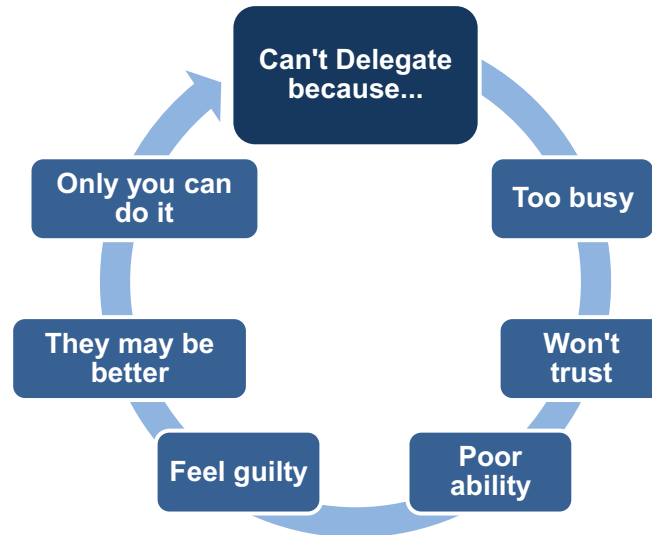 Can't Delegate
because...
Too busy
Won't
trust
Poor
ability
Feel guilty
They may be
better
Only you can
do it